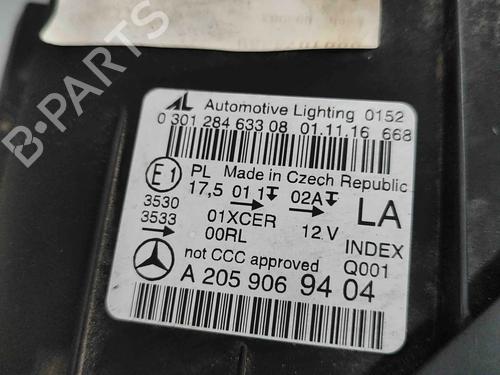 AL Automotive Lighting 0152
0 301 284 633 08 01.11.16 668
E1 PL Made in Czech Republic
17,5 01 1 02A
3530
3533 01XCER 12 V LA
00RL INDEX
not CCC approved Q001
A 205 906 9404
B-PARTS